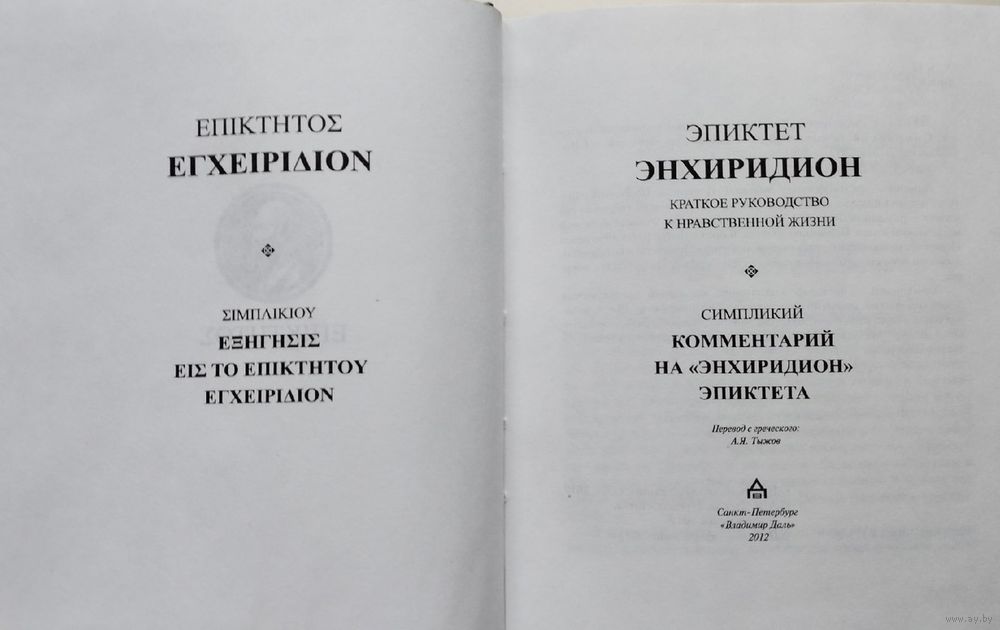 ΕΠΙΚΤΗΤΟΣ
ΕΓΧΕΙΡΙΔΙΟΝ
ΣΙΜΠΛΙΚΙΟΥ
ΕΞΗΓΗΣΙΣ
ΕΙΣ ΤΟ ΕΠΙΚΤΗΤΟΥ
ΕΓΧΕΙΡΙΔΙΟΝ
ЭПИКТЕТ
ЭНХИРИДИОН
КРАТКОЕ РУКОВОДСТВО
К НРАВСТВЕННОЙ ЖИЗНИ
СИМПЛИКИЙ
КОММЕНТАРИЙ
НА «ЭНХИРИДИОН»
ЭПИКТЕТА
Перевод с греческого:
А.Я. Тыжов
Санкт-Петербург
«Владимир Даль»
2012
www.ay.by